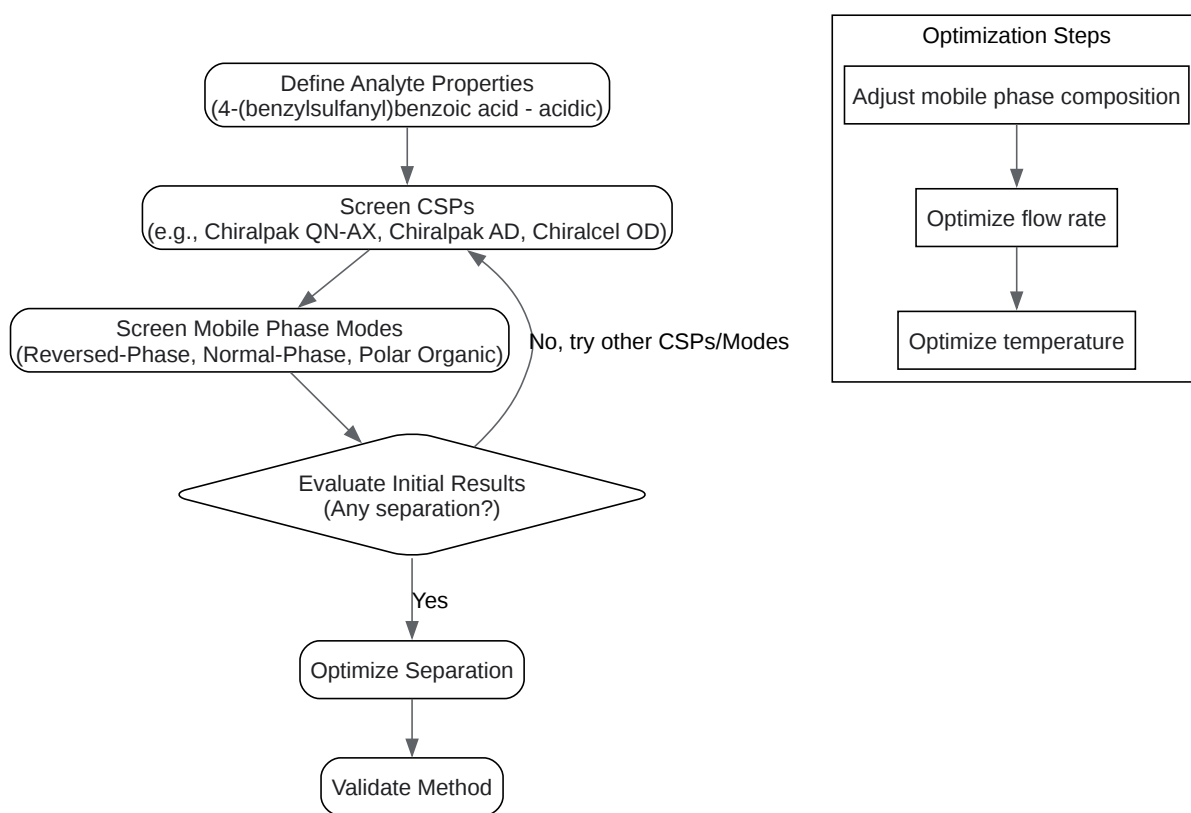 Define Analyte Properties
(4-(benzylsulfanyl)benzoic acid - acidic)
Screen CSPs
(e.g., Chiralpak QN-AX, Chiralpak AD, Chiralcel OD)
Screen Mobile Phase Modes
(Reversed-Phase, Normal-Phase, Polar Organic)
No, try other CSPs/Modes
Evaluate Initial Results
(Any separation?)
Yes
Optimize Separation
Validate Method
Optimization Steps
Adjust mobile phase composition
Optimize flow rate
Optimize temperature